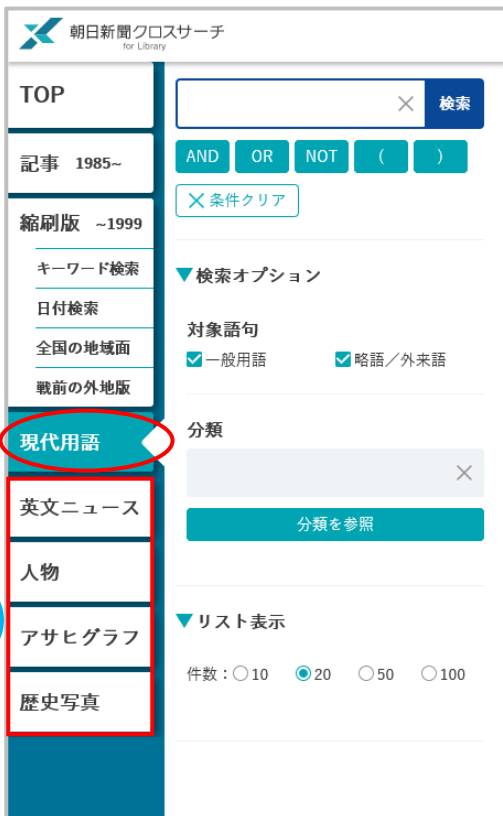 朝日新聞クロスサーチ
for Library
TOP
記事 1985~
縮刷版 ~1999
キーワード検索
日付検索
全国の地域面
戦前の外地版
現代用語
英文ニュース
人物
アサヒグラフ
歴史写真
検索
AND OR NOT ( )
条件クリア
▼検索オプション
対象語句
一般用語 略語／外来語
分類
分類を参照
▼リスト表示
件数：10 20 50 100